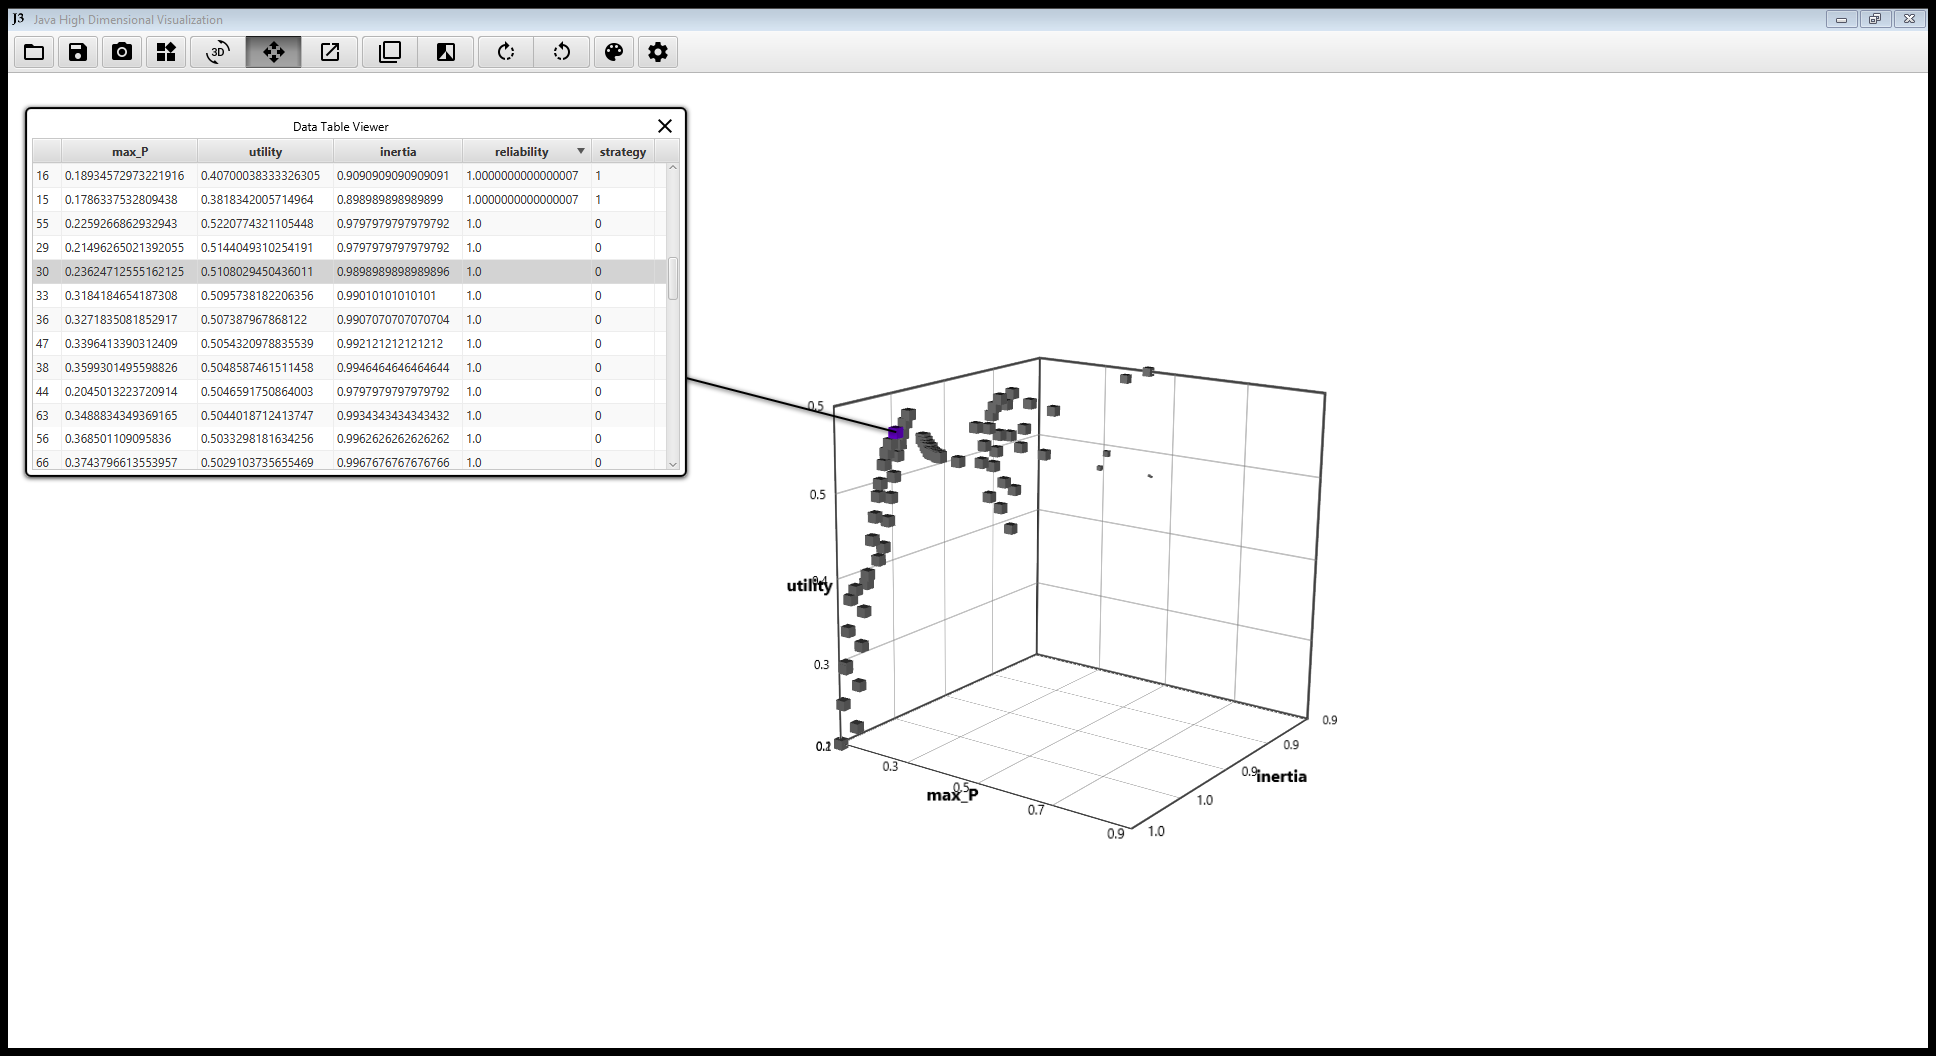 J3 Java High Dimensional Visualization
3D
Data Table Viewer
max_P utility inertia reliability strategy
16 0.18934572973221916 0.40700038333326305 0.9090909090909091 1.0000000000000007 1
15 0.1786337532809438 0.3818342005714964 0.898989898989899 1.0000000000000007 1
55 0.2259266862932943 0.5220774321105448 0.9797979797979792 1.0 0
29 0.21496265021392055 0.5144049310254191 0.9797979797979792 1.0 0
30 0.23624712555162125 0.5108029450436011 0.9898989898989896 1.0 0
33 0.3184184654187308 0.5095738182206356 0.99010101010101 1.0 0
36 0.3271835081852917 0.507387967868122 0.9907070707070704 1.0 0
47 0.3396413390312409 0.5054320978835539 0.992121212121212 1.0 0
38 0.3599301495598826 0.5048587461511458 0.9946464646464644 1.0 0
44 0.2045013223720914 0.5046591750864003 0.9797979797979792 1.0 0
63 0.3488834349369165 0.5044018712413747 0.9934343434343432 1.0 0
56 0.368501109095836 0.5033298181634256 0.9962626262626262 1.0 0
66 0.3743796613553957 0.5029103735655469 0.9967676767676766 1.0 0
0.5
0.5
utility
0.3
0.9
0.9
0.3
0.9
inertia
0.5
max_P
1.0
0.7
0.9
1.0